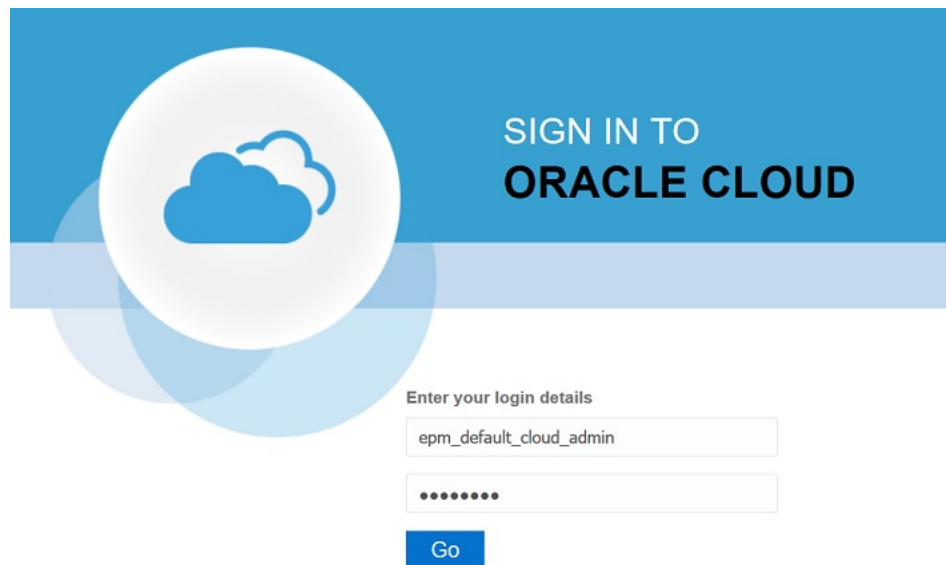 SIGN IN TO
ORACLE CLOUD
Enter your login details
epm_default_cloud_admin
••••••••
Go